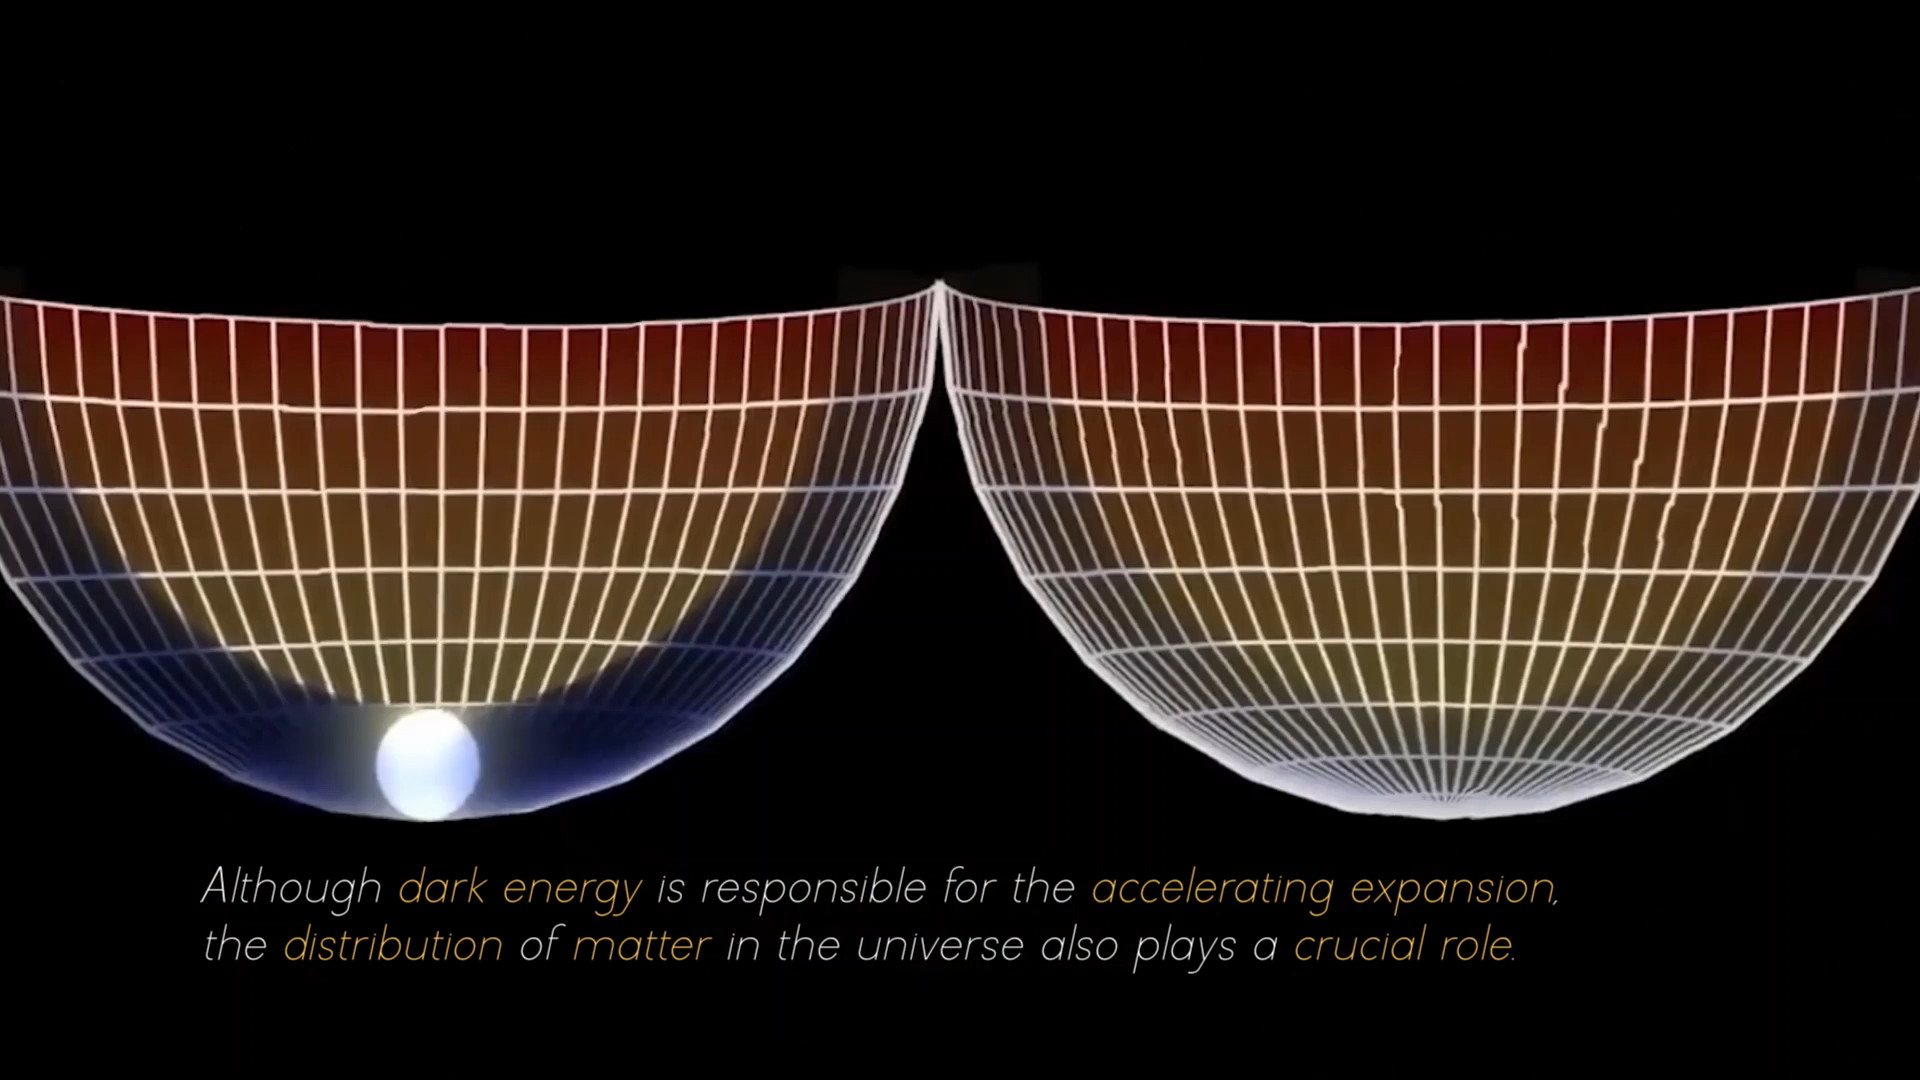 Although dark energy is responsible for the accelerating expansion,
the distribution of matter in the universe also plays a crucial role.